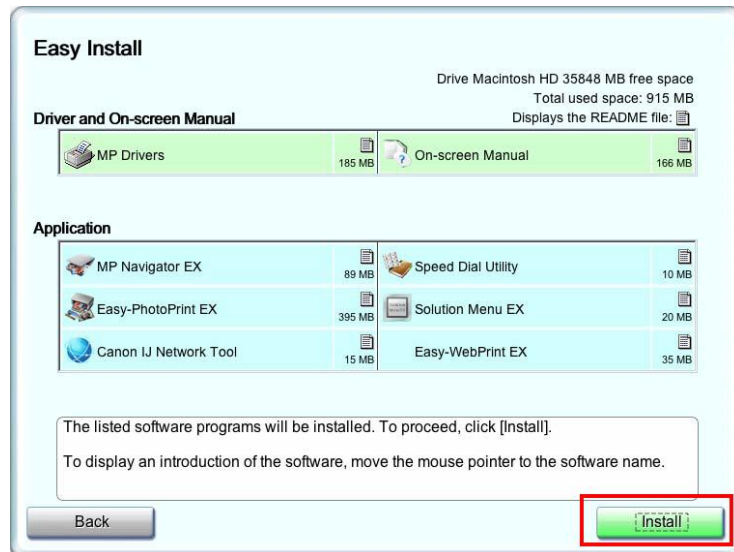 Easy Install
Drive Macintosh HD 35848 MB free space
Total used space: 915 MB
Driver and On-screen Manual
Displays the README file:
MP Drivers
185 MB
On-screen Manual
166 MB
Application
MP Navigator EX
89 MB
Speed Dial Utility
10 MB
Easy-PhotoPrint EX
395 MB
Solution Menu EX
20 MB
Canon IJ Network Tool
15 MB
Easy-WebPrint EX
35 MB
The listed software programs will be installed. To proceed, click [Install].
To display an introduction of the software, move the mouse pointer to the software name.
Back
Install